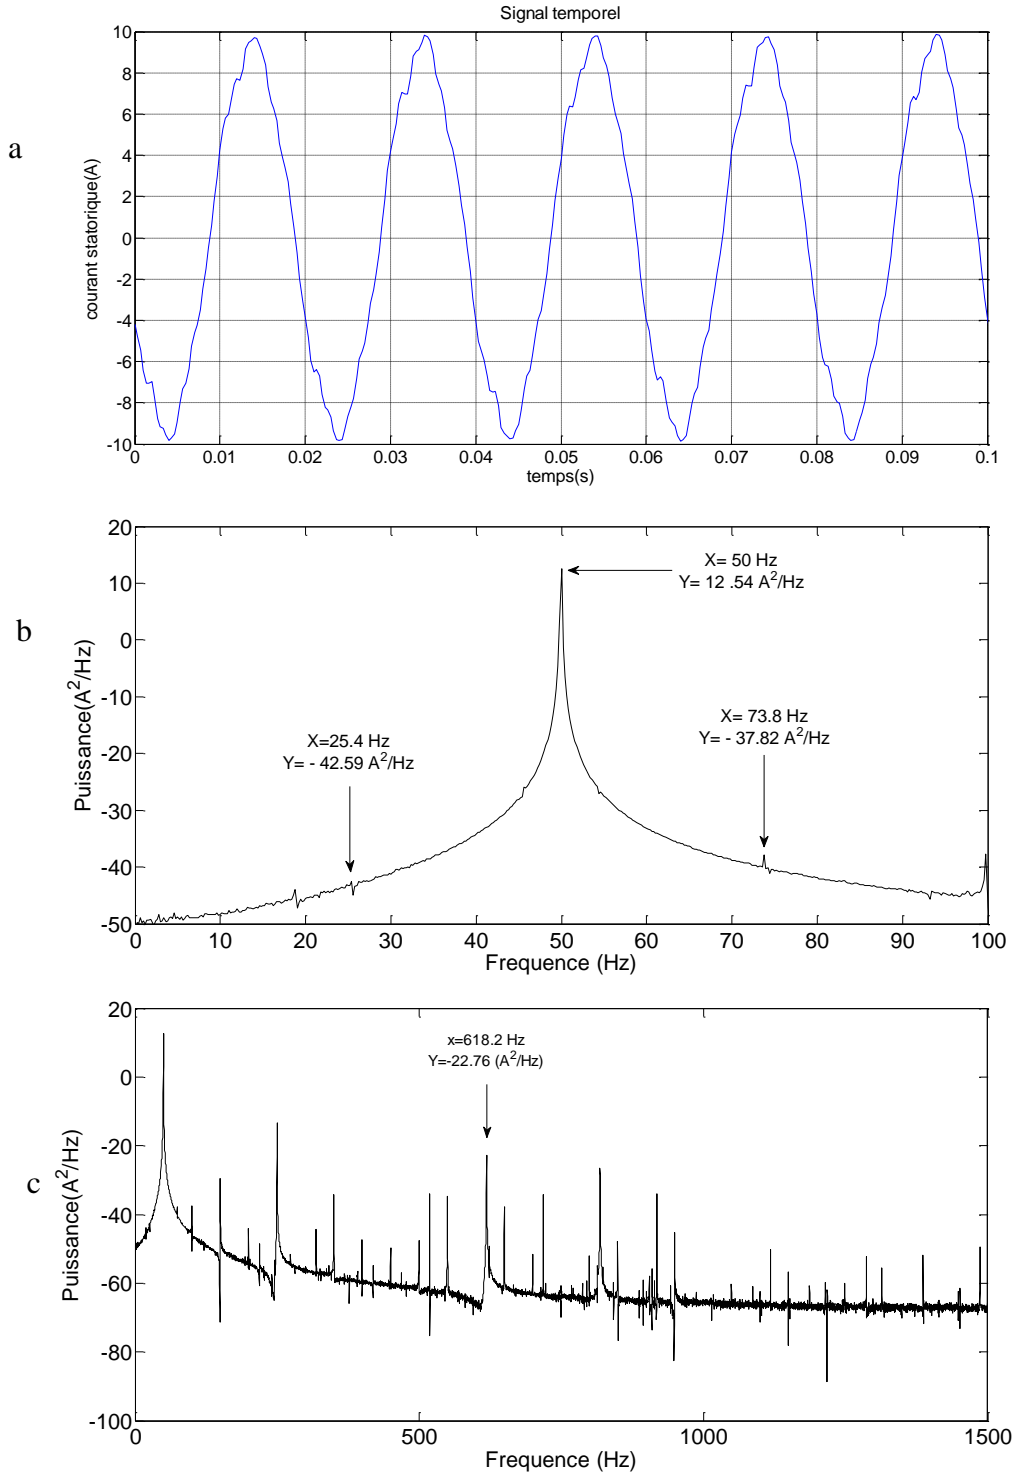 Signal temporel
a
courant statorique(A)
10
8
6
4
2
0
-2
-4
-6
-8
-10
0 0.01 0.02 0.03 0.04 0.05 0.06 0.07 0.08 0.09 0.1
temps(s)
b
Puissance(A²/Hz)
20
10
0
-10
-20
-30
-40
-50
X= 50 Hz
Y= 12 .54 A²/Hz
X=25.4 Hz
Y= - 42.59 A²/Hz
X= 73.8 Hz
Y= - 37.82 A²/Hz
0 10 20 30 40 50 60 70 80 90 100
Frequence (Hz)
c
Puissance(A²/Hz)
20
0
-20
-40
-60
-80
-100
x=618.2 Hz
Y=-22.76 (A²/Hz)
0 500 1000 1500
Frequence (Hz)